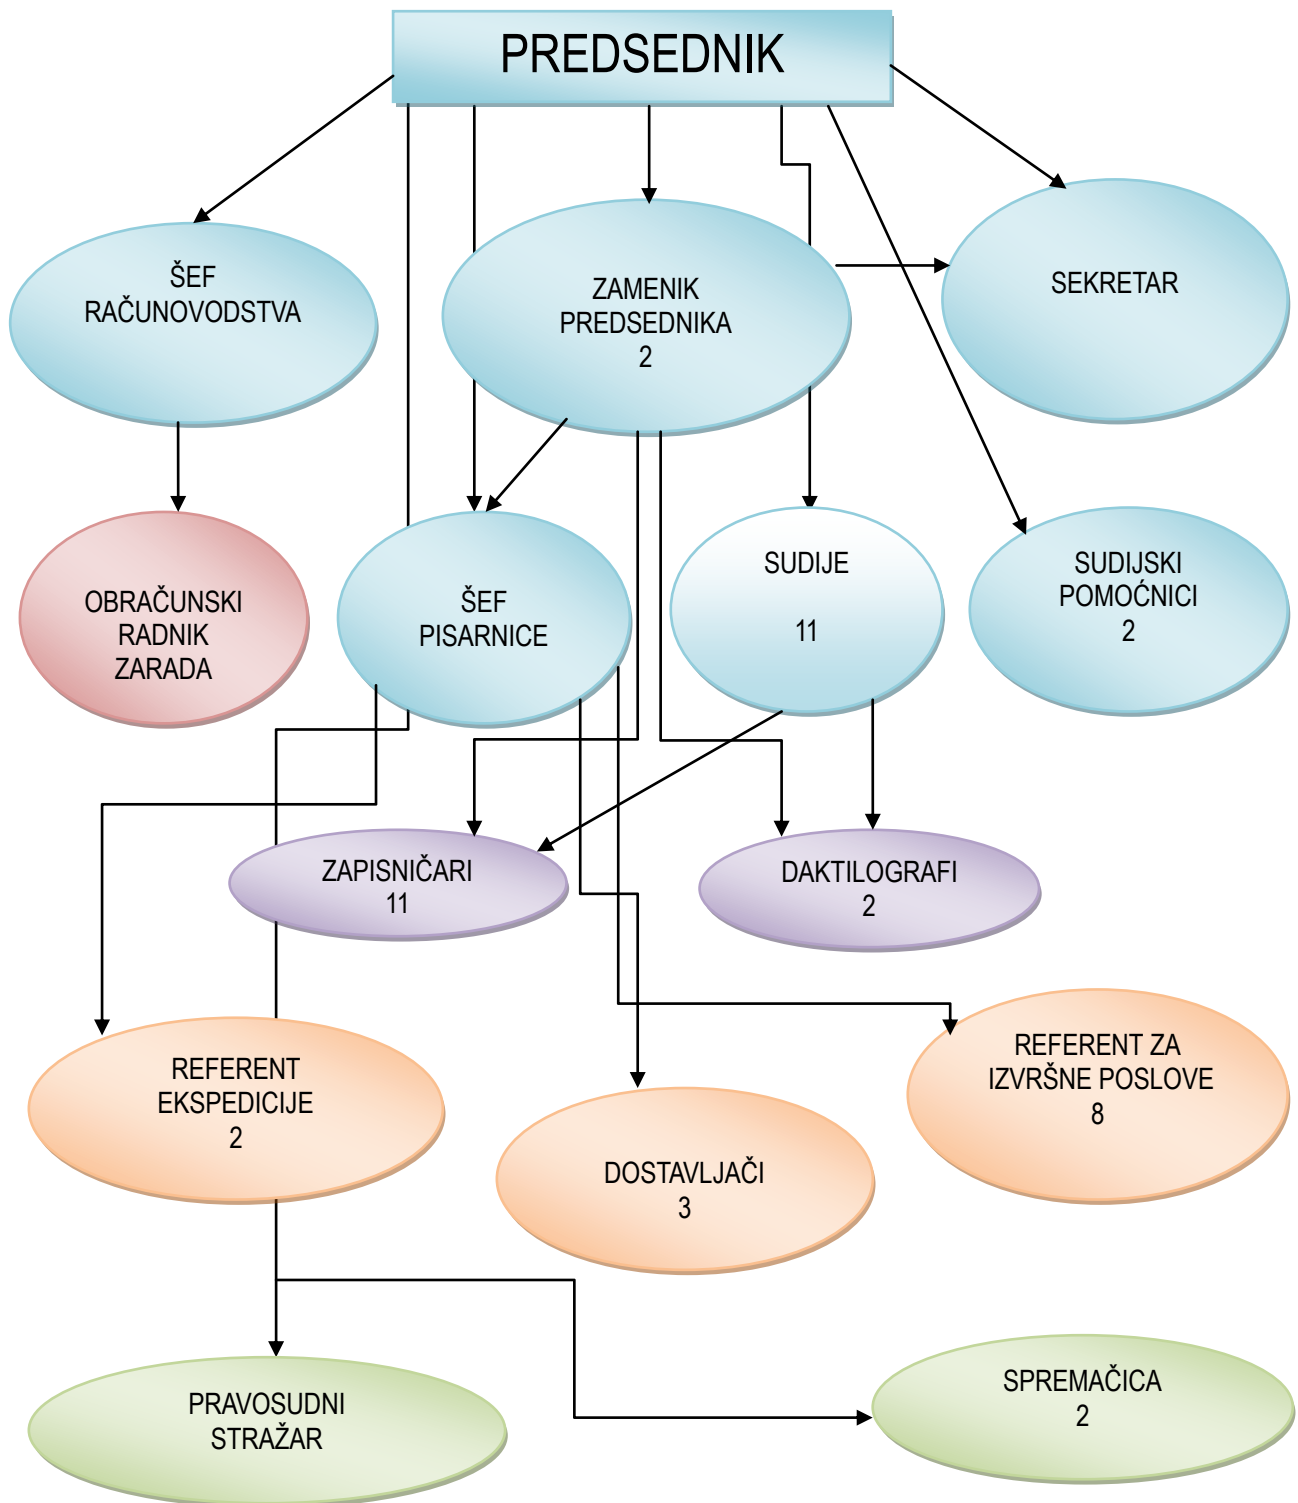 PREDSEDNIK
ŠEF
RAČUNOVODSTVA
ZAMENIK
PREDSEDNIKA
2
SEKRETAR
OBRAČUNSKI
RADNIK
ZARADA
ŠEF
PISARNICE
SUDIJE
11
SUDIJSKI
POMOĆNICI
2
ZAPISNIČARI
11
DAKTILOGRAFI
2
REFERENT
EKSPEDICIJE
2
DOSTAVLJAČI
3
REFERENT ZA
IZVRŠNE POSLOVE
8
PRAVOSUDNI
STRAŽAR
SPREMAČICA
2